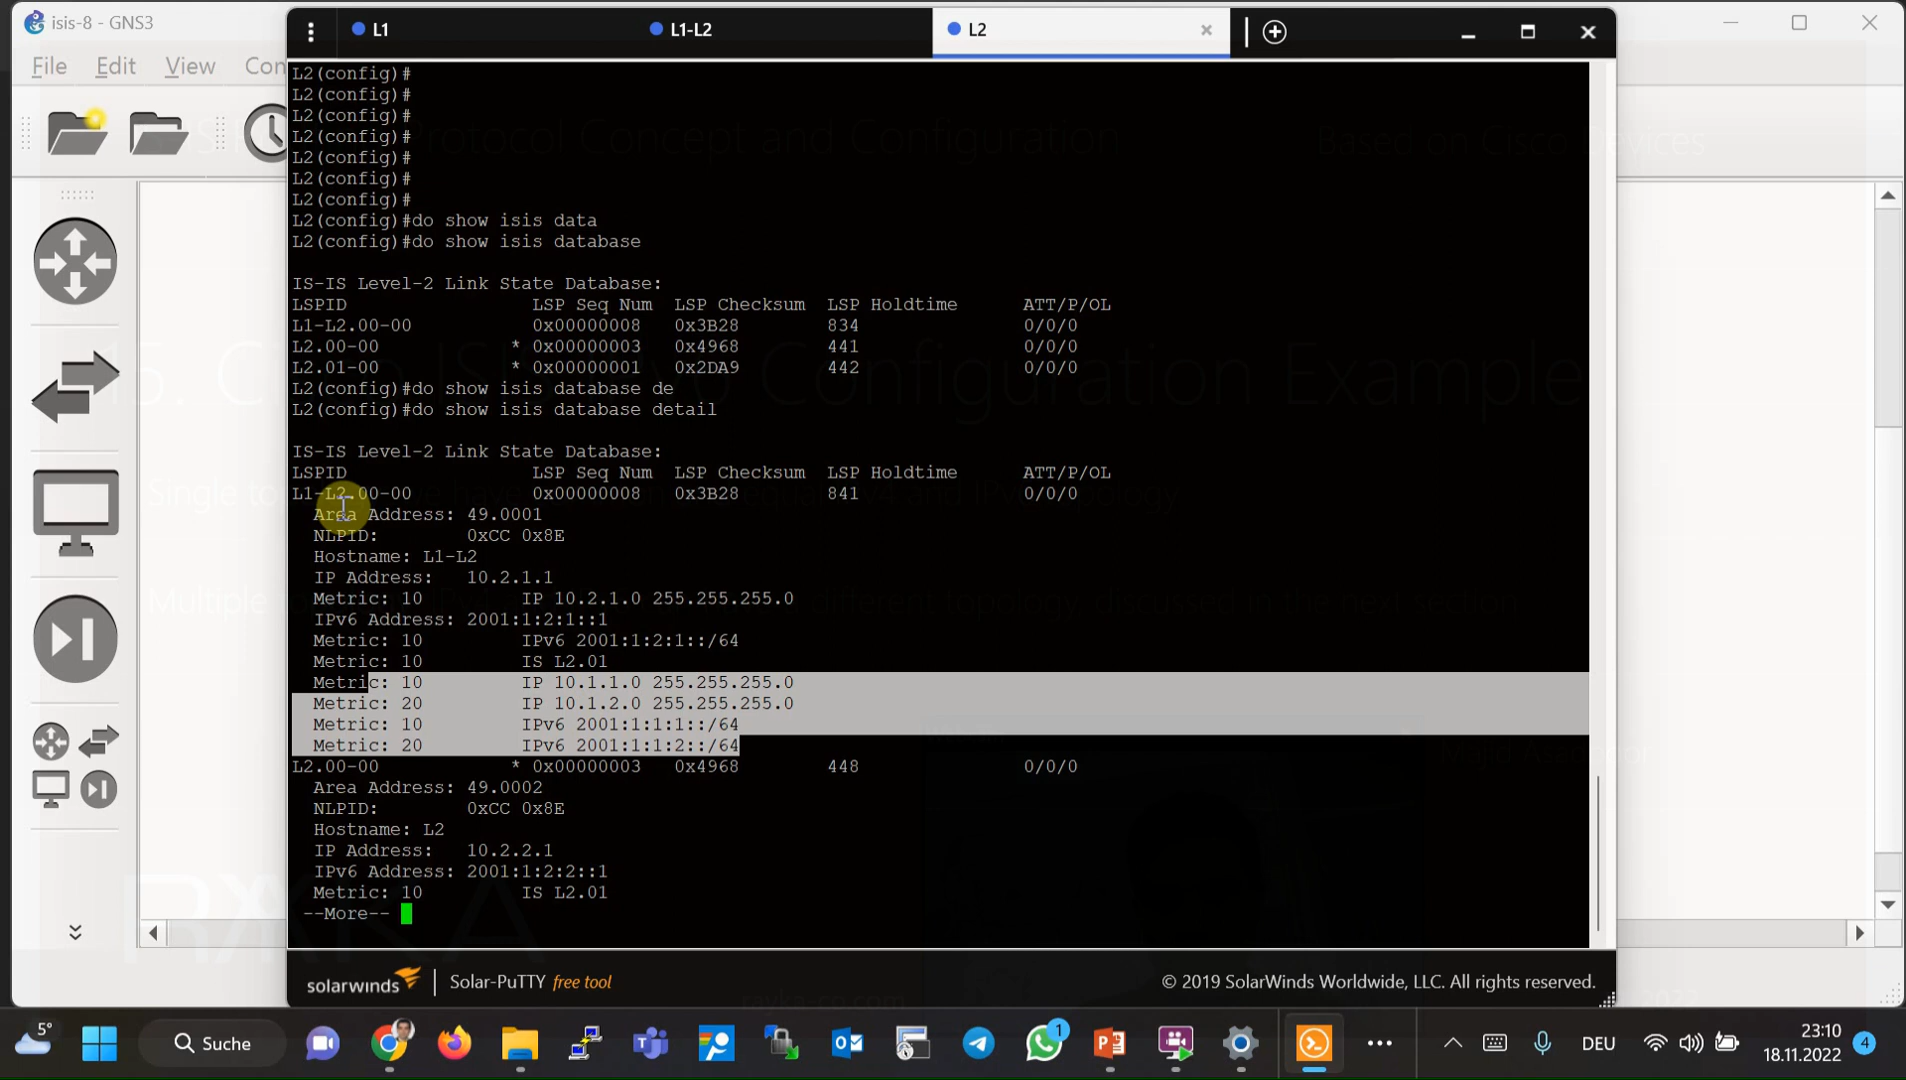 isis-8 - GNS3
L1
L1-L2
L2
File Edit View Con
L2(config)#
L2(config)#
L2(config)#
L2(config)#
L2(config)#
L2(config)#
L2(config)#
L2(config)#do show isis data
L2(config)#do show isis database
IS-IS Level-2 Link State Database:
LSPID LSP Seq Num LSP Checksum LSP Holdtime ATT/P/OL
L1-L2.00-00 0x00000008 0x3B28 834 0/0/0
L2.00-00 * 0x00000003 0x4968 441 0/0/0
L2.01-00 * 0x00000001 0x2DA9 442 0/0/0
L2(config)#do show isis database de
L2(config)#do show isis database detail
IS-IS Level-2 Link State Database:
LSPID LSP Seq Num LSP Checksum LSP Holdtime ATT/P/OL
L1-L2.00-00 0x00000008 0x3B28 841 0/0/0
Area Address: 49.0001
NLPID: 0xCC 0x8E
Hostname: L1-L2
IP Address: 10.2.1.1
Metric: 10 IP 10.2.1.0 255.255.255.0
IPv6 Address: 2001:1:2:1::1
Metric: 10 IPv6 2001:1:2:1::/64
Metric: 10 IS L2.01
Metric: 10 IP 10.1.1.0 255.255.255.0
Metric: 20 IP 10.1.2.0 255.255.255.0
Metric: 10 IPv6 2001:1:1:1::/64
Metric: 20 IPv6 2001:1:1:2::/64
L2.00-00 * 0x00000003 0x4968 448 0/0/0
Area Address: 49.0002
NLPID: 0xCC 0x8E
Hostname: L2
IP Address: 10.2.2.1
IPv6 Address: 2001:1:2:2::1
Metric: 10 IS L2.01
--More--
solarwinds Solar-PuTTY free tool
© 2019 SolarWinds Worldwide, LLC. All rights reserved.
rayka-co.com
5°
Suche
1
DEU
23:10
18.11.2022
4